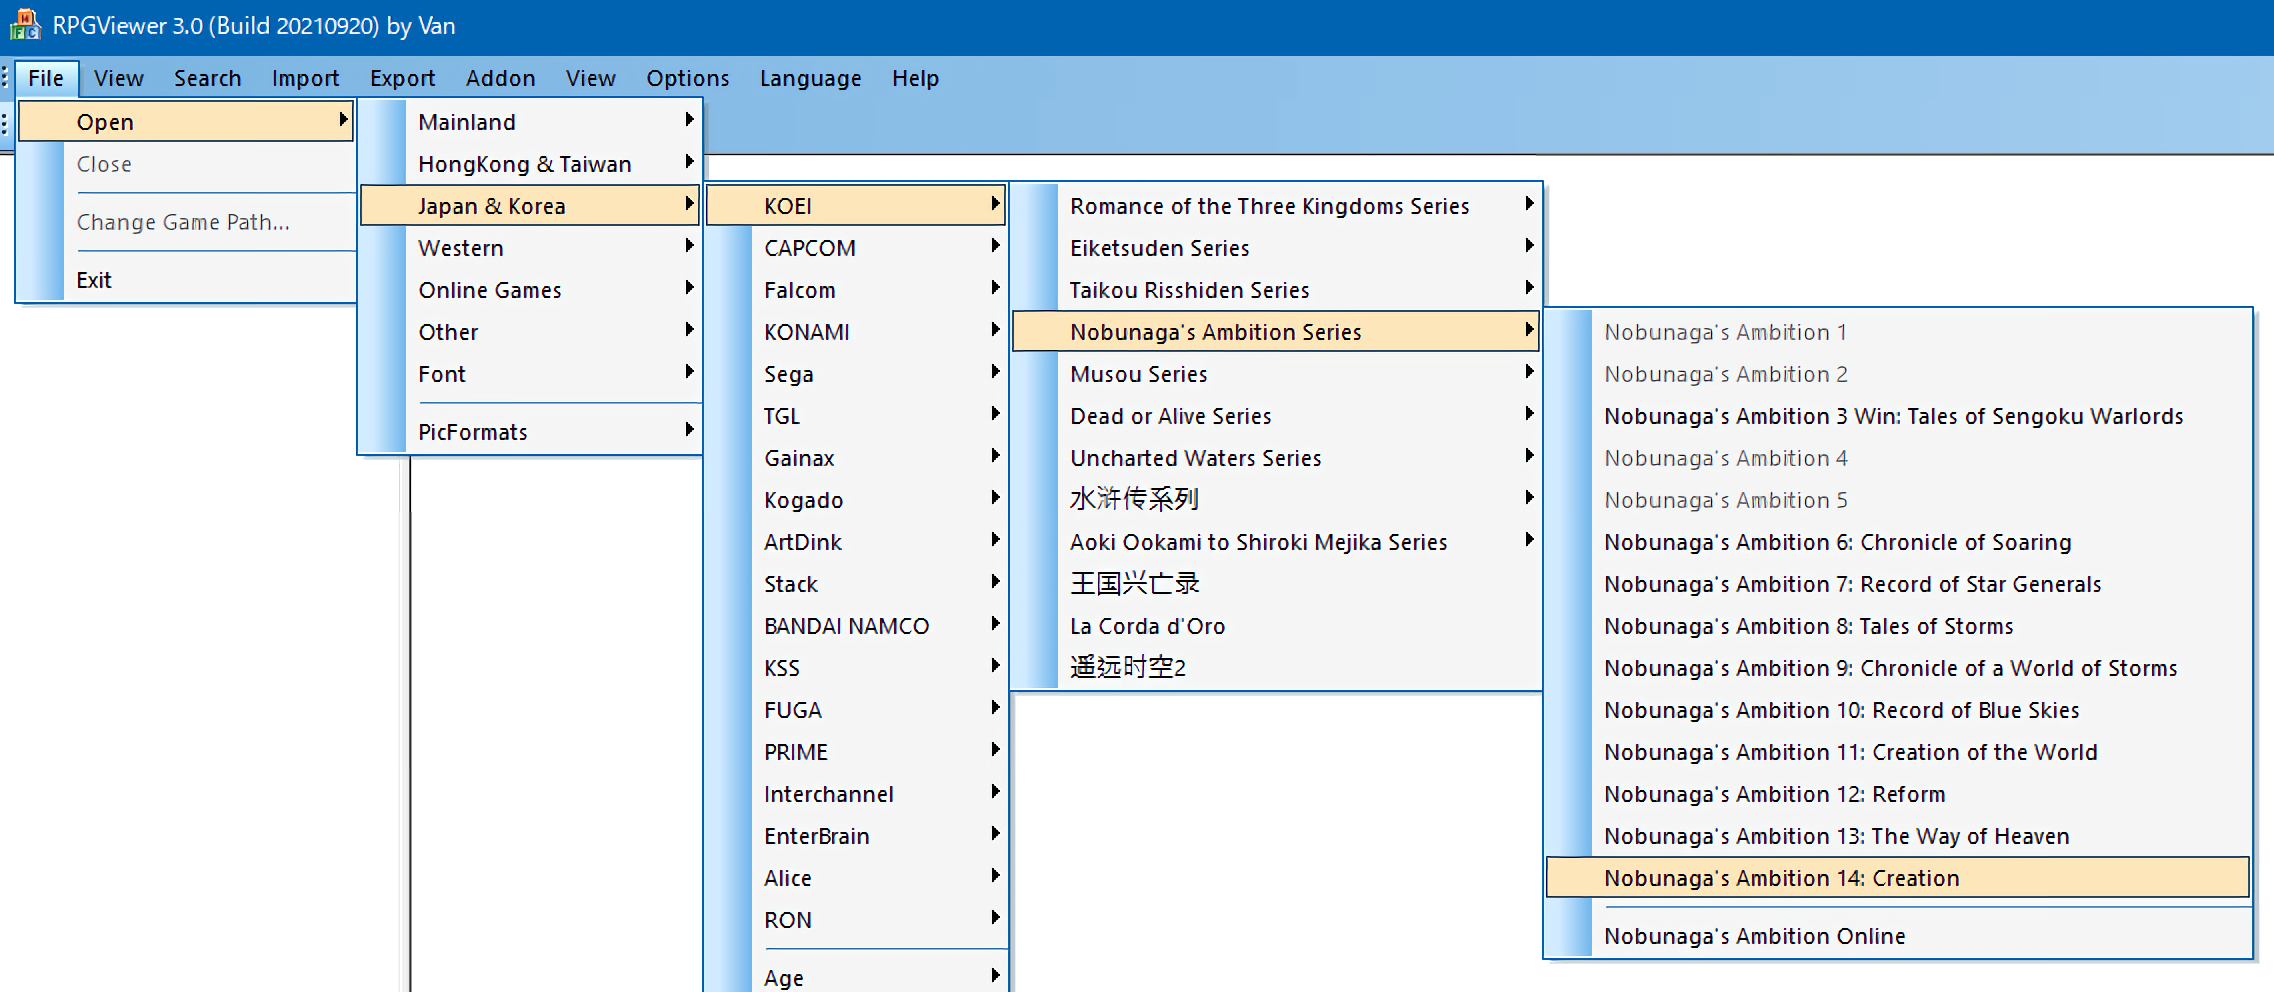 RPGViewer 3.0 (Build 20210920) by Van
File View Search Import Export Addon View Options Language Help
Open
Close
Change Game Path...
Exit
Mainland
HongKong & Taiwan
Japan & Korea
Western
Online Games
Other
Font
PicFormats
KOEI
CAPCOM
Falcom
KONAMI
Sega
TGL
Gainax
Kogado
ArtDink
Stack
BANDAI NAMCO
KSS
FUGA
PRIME
Interchannel
EnterBrain
Alice
RON
Age
Romance of the Three Kingdoms Series
Eiketsuden Series
Taikou Risshiden Series
Nobunaga's Ambition Series
Musou Series
Dead or Alive Series
Uncharted Waters Series
水浒传系列
Aoki Ookami to Shiroki Mejika Series
王国兴亡录
La Corda d'Oro
遥远时空2
Nobunaga's Ambition 1
Nobunaga's Ambition 2
Nobunaga's Ambition 3 Win: Tales of Sengoku Warlords
Nobunaga's Ambition 4
Nobunaga's Ambition 5
Nobunaga's Ambition 6: Chronicle of Soaring
Nobunaga's Ambition 7: Record of Star Generals
Nobunaga's Ambition 8: Tales of Storms
Nobunaga's Ambition 9: Chronicle of a World of Storms
Nobunaga's Ambition 10: Record of Blue Skies
Nobunaga's Ambition 11: Creation of the World
Nobunaga's Ambition 12: Reform
Nobunaga's Ambition 13: The Way of Heaven
Nobunaga's Ambition 14: Creation
Nobunaga's Ambition Online